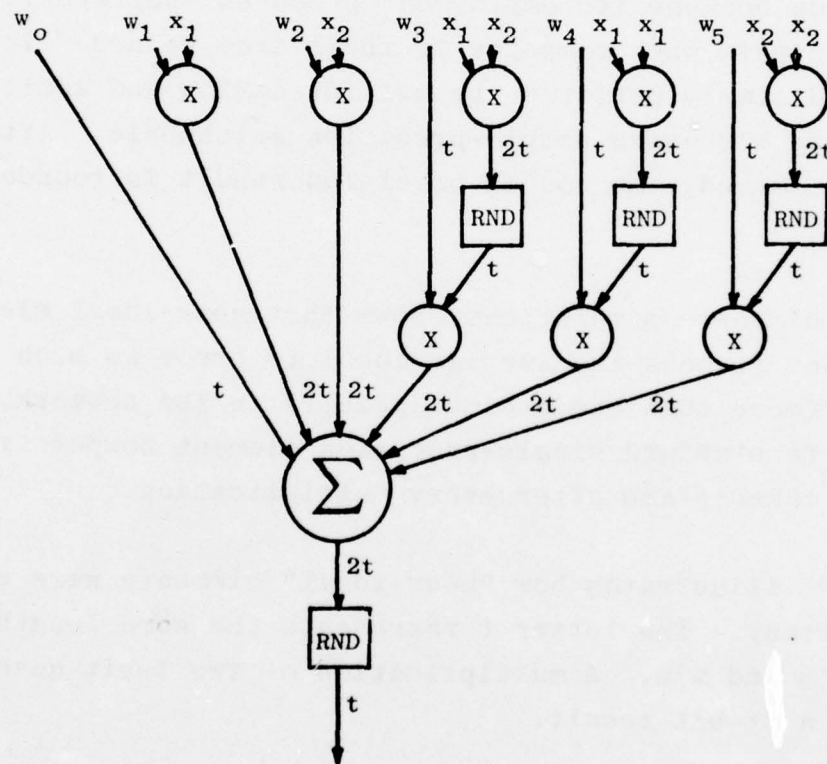 w₀ w₁ x₁ w₂ x₂ w₃ x₁ x₂ w₄ x₁ x₁ w₅ x₂ x₂
X X X X X
t 2t t 2t t 2t
RND RND RND
t t t
X X X
t 2t 2t 2t 2t 2t
Σ
2t
RND
t